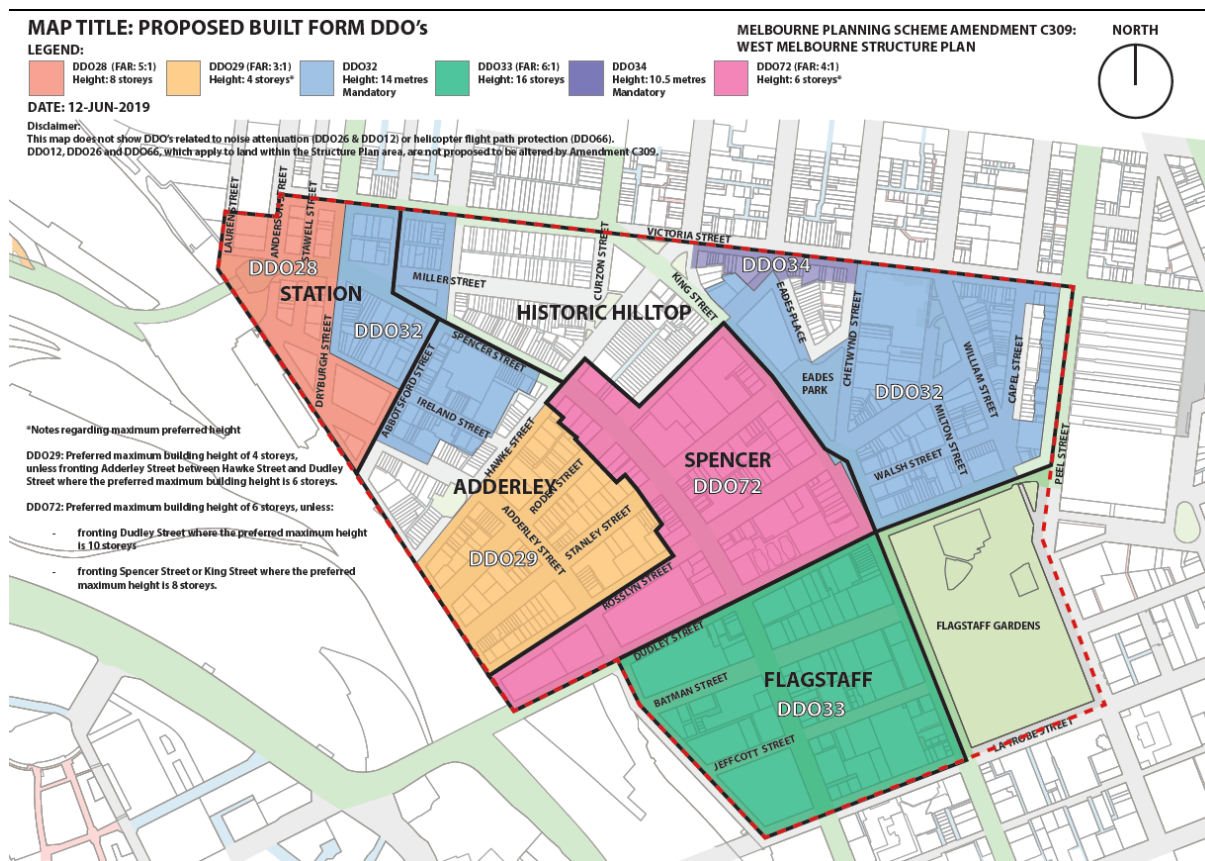 MAP TITLE: PROPOSED BUILT FORM DDO's
MELBOURNE PLANNING SCHEME AMENDMENT C309:
WEST MELBOURNE STRUCTURE PLAN
NORTH
LEGEND:
DDO28 (FAR: 5:1)
Height: 8 storeys
DDO29 (FAR: 3:1)
Height: 4 storeys*
DDO32
Height: 14 metres
Mandatory
DDO33 (FAR: 6:1)
Height: 16 storeys
DDO34
Height: 10.5 metres
Mandatory
DDO72 (FAR: 4:1)
Height: 6 storeys*
DATE: 12-JUN-2019
Disclaimer:
This map does not show DDO's related to noise attenuation (DDO26 & DDO12) or helicopter flight path protection (DDO66).
DDO12, DDO26 and DDO66, which apply to land within the Structure Plan area, are not proposed to be altered by Amendment C309.
LAUREN STREET
ANDERSON STREET
STAWELL STREET
VICTORIA STREET
CURZON STREET
KING STREET
DDO34
DDO28
MILLER STREET
EADES PLACE
STATION
HISTORIC HILLTOP
CHETWYND STREET
DDO32
SPENCER STREET
DRYBURGH STREET
ABBOTSFORD STREET
EADES
PARK
DDO32
WILLIAM STREET
CAPEL STREET
IRELAND STREET
MILTON STREET
HAWKE STREET
WALSH STREET
PEEL STREET
SPENCER
DDO72
ADDERLEY
RODEN STREET
ADDERLEY STREET
STANLEY STREET
DDO29
ROSSLYN STREET
DUDLEY STREET
FLAGSTAFF GARDENS
BATMAN STREET
FLAGSTAFF
DDO33
JEFFCOTT STREET
LA TROBE STREET
*Notes regarding maximum preferred height
DDO29: Preferred maximum building height of 4 storeys,
unless fronting Adderley Street between Hawke Street and Dudley
Street where the preferred maximum building height is 6 storeys.
DDO72: Preferred maximum building height of 6 storeys, unless:
- fronting Dudley Street where the preferred maximum height
is 10 storeys
- fronting Spencer Street or King Street where the preferred
maximum height is 8 storeys.